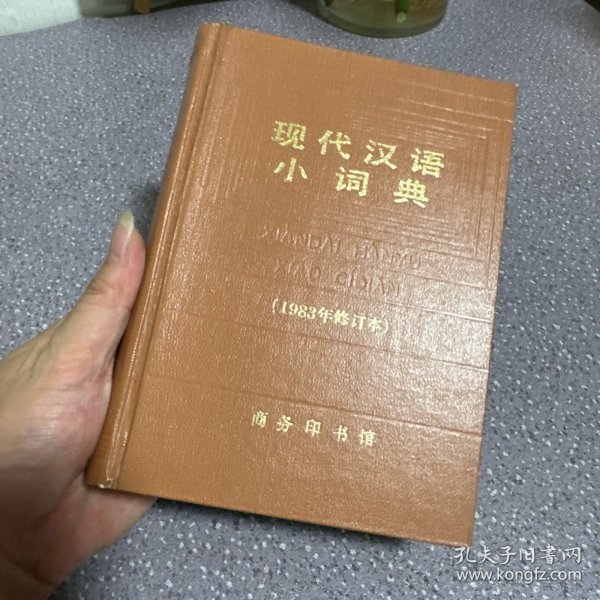 现代汉语
小词典
XIANDAI HANYU
XIAO CIDIAN
(1983年修订本)
商务印书馆
孔夫子旧书网
www.kongfz.com